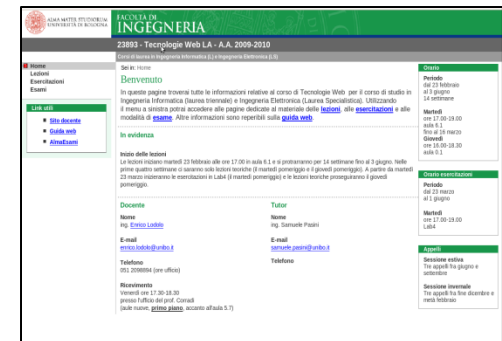 ALMA MATER STUDIORUM
UNIVERSITÀ DI BOLOGNA
FACOLTÀ DI
INGEGNERIA
23893 - Tecnologie Web LA - A.A. 2009-2010
Corsi di laurea in Ingegneria Informatica (L) e Ingegneria Elettronica (LS)
Home
Lezioni
Esercitazioni
Esami
Link utili
Sito docente
Guida web
AlmaEsami
Sei in: Home
Benvenuto
In queste pagine troverai tutte le informazioni relative al corso di Tecnologie Web per il corso di studio in
Ingegneria Informatica (laurea triennale) e Ingegneria Elettronica (Laurea Specialistica). Utilizzando
il menu a sinistra potrai accedere alle pagine dedicate al materiale delle lezioni, alle esercitazioni e alle
modalità di esame. Altre informazioni sono reperibili sulla guida web.
In evidenza
Inizio delle lezioni
Le lezioni iniziano martedì 23 febbraio alle ore 17.00 in aula 6.1 e si protrarranno per 14 settimane fino al 3 giugno. Nelle
prime quattro settimane ci saranno solo lezioni teoriche (il martedì pomeriggio e il giovedì pomeriggio). A partire da martedì
23 marzo inizieranno le esercitazioni in Lab4 (il martedì pomeriggio) e le lezioni teoriche proseguiranno il giovedì
pomeriggio.
Docente
Nome
ing. Enrico Lodolo
E-mail
enrico.lodolo@unibo.it
Telefono
051 2098894 (ore ufficio)
Ricevimento
Venerdì ore 17.30-18.30
presso l'ufficio del prof. Corradi
(aule nuove, primo piano, accanto all'aula 5.7)
Tutor
Nome
ing. Samuele Pasini
E-mail
samuele.pasini@unibo.it
Telefono
Orario
Periodo
dal 23 febbraio
al 3 giugno
14 settimane
Martedì
ore 17.00-19.00
aula 6.1
fino al 16 marzo
Giovedì
ore 16.00-18.30
aula 0.1
Orario esercitazioni
Periodo
dal 23 marzo
al 1 giugno
Martedì
ore 17.00-19.00
Lab4
Appelli
Sessione estiva
Tre appelli fra giugno e
settembre
Sessione invernale
Tre appelli fra fine dicembre e
metà febbraio